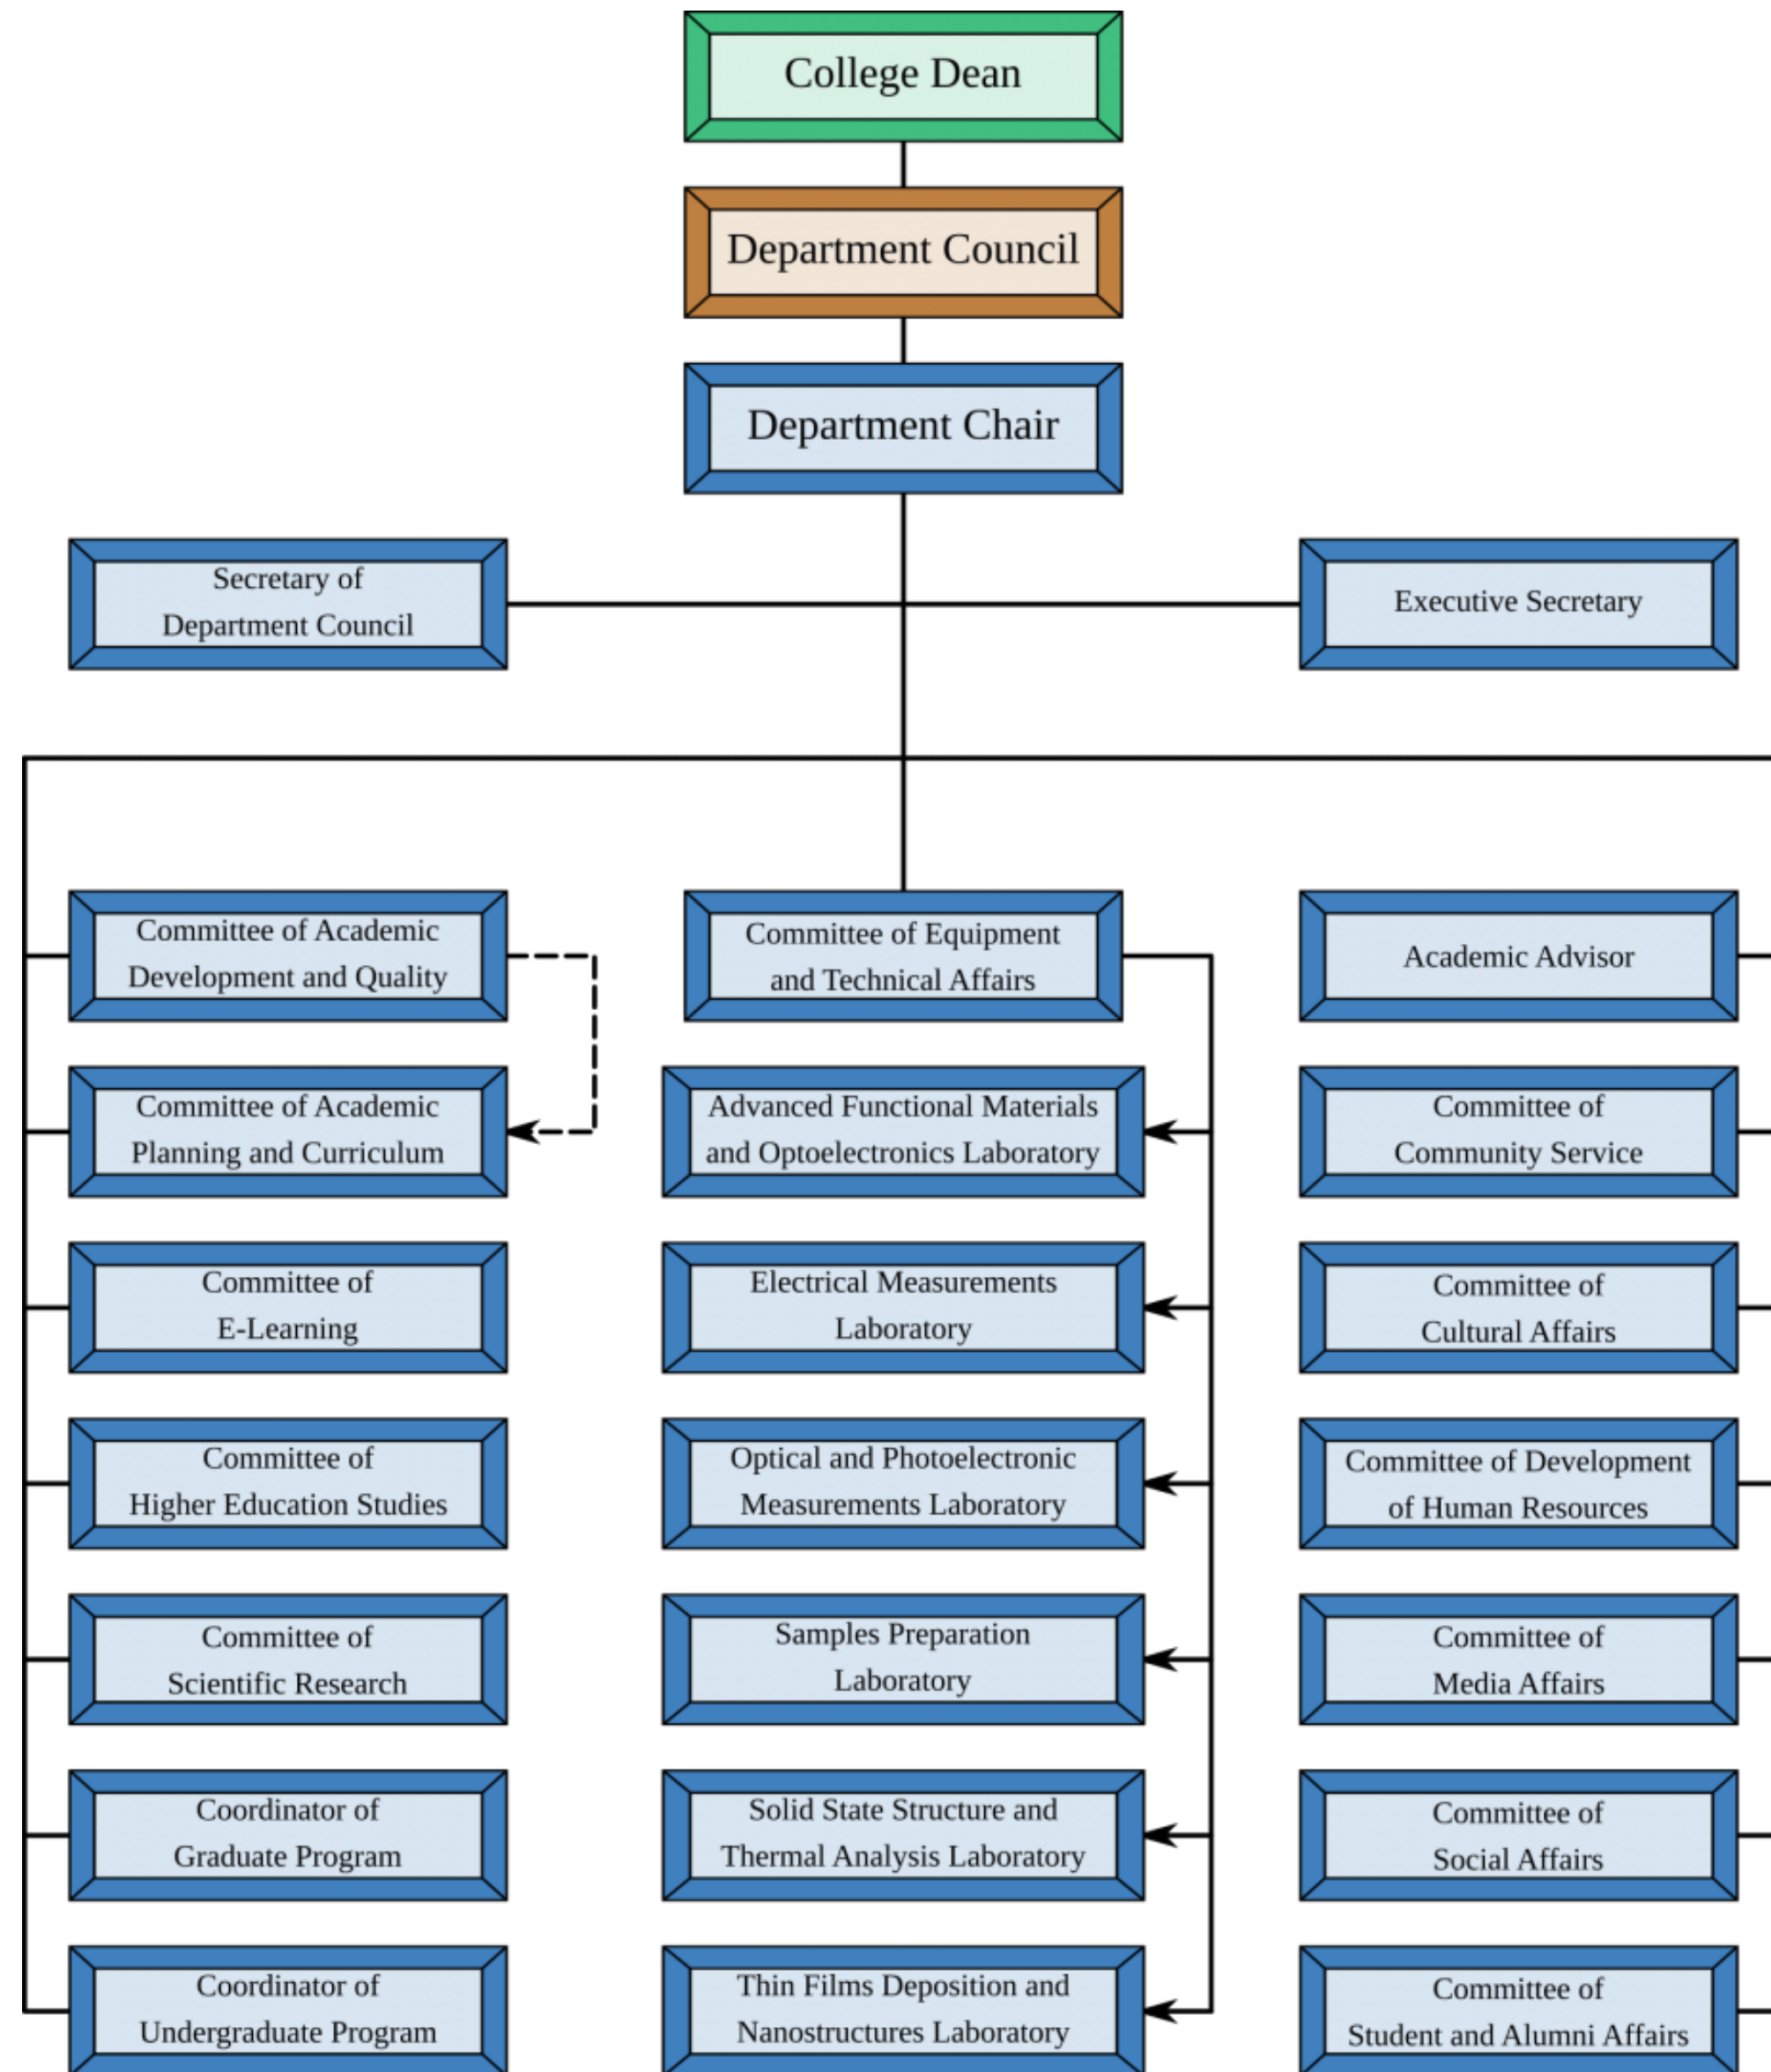 College Dean
Department Council
Department Chair
Secretary of
Department Council
Executive Secretary
Committee of Academic
Development and Quality
Committee of Equipment
and Technical Affairs
Academic Advisor
Committee of Academic
Planning and Curriculum
Advanced Functional Materials
and Optoelectronics Laboratory
Committee of
Community Service
Committee of
E-Learning
Electrical Measurements
Laboratory
Committee of
Cultural Affairs
Committee of
Higher Education Studies
Optical and Photoelectronic
Measurements Laboratory
Committee of Development
of Human Resources
Committee of
Scientific Research
Samples Preparation
Laboratory
Committee of
Media Affairs
Coordinator of
Graduate Program
Solid State Structure and
Thermal Analysis Laboratory
Committee of
Social Affairs
Coordinator of
Undergraduate Program
Thin Films Deposition and
Nanostructures Laboratory
Committee of
Student and Alumni Affairs